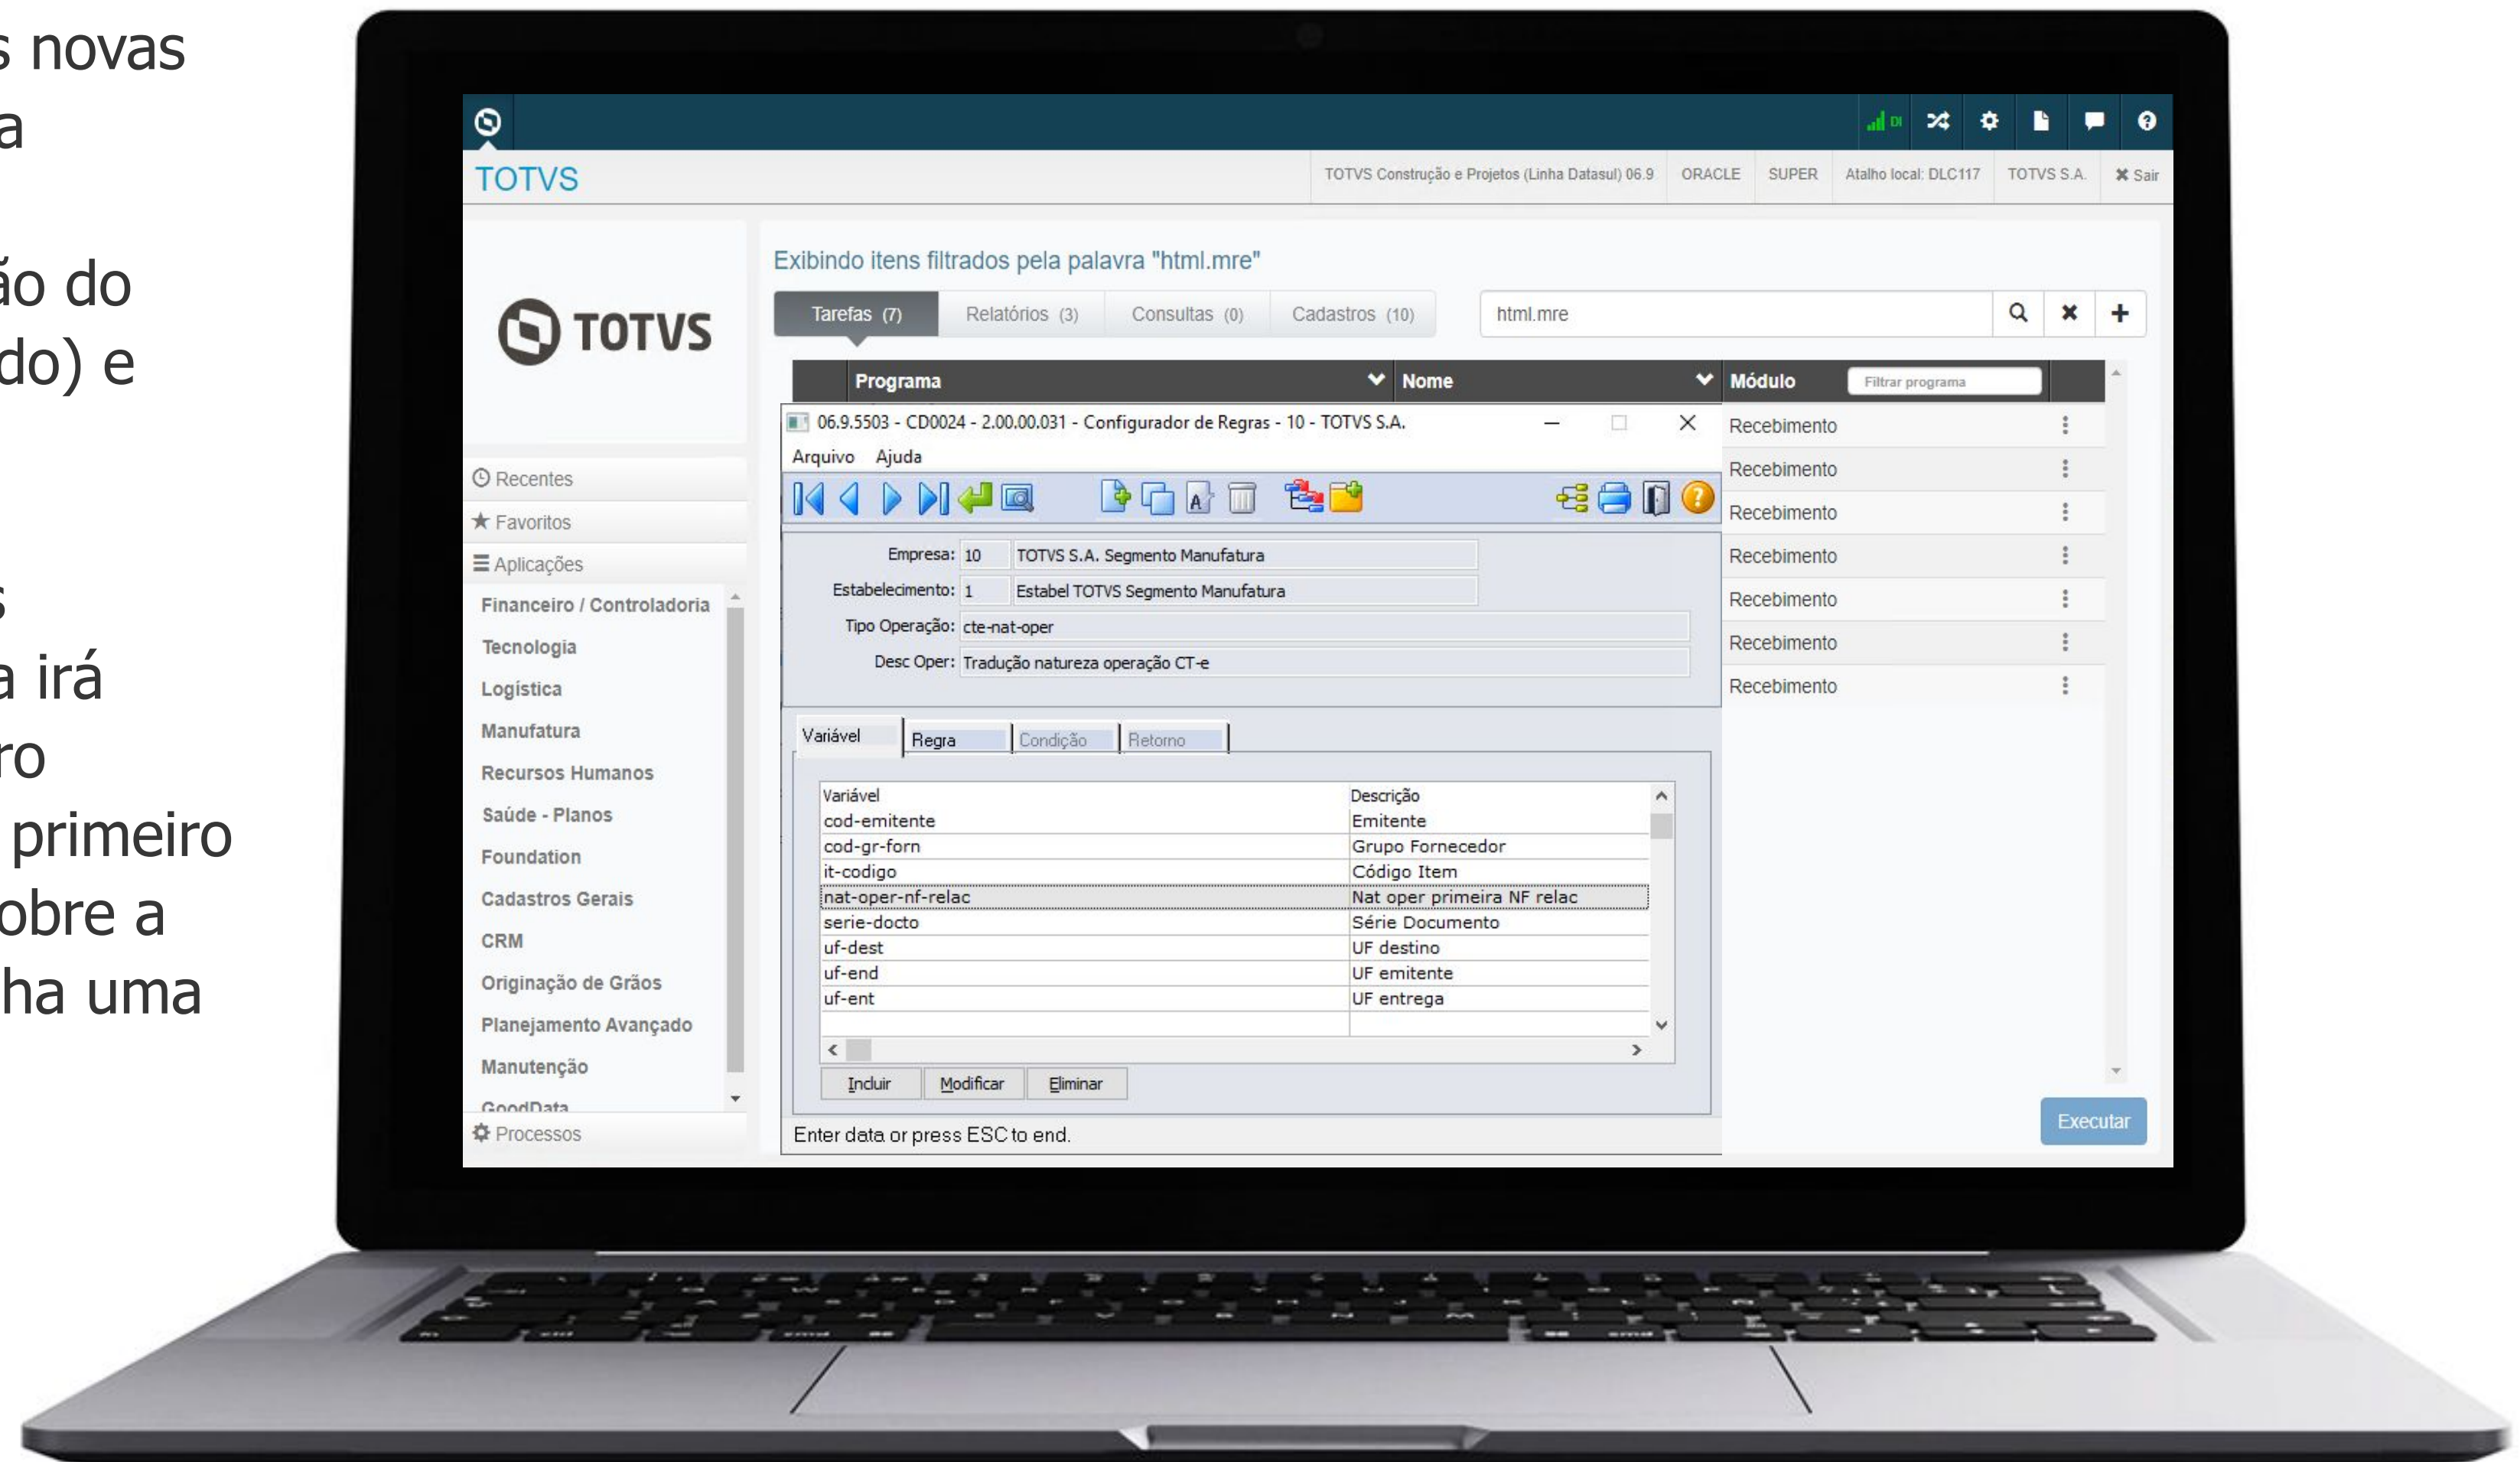 s novas
a
ão do
do) e
s
a irá
ro
primeiro
obre a
ha uma
DI
TOTVS
TOTVS Construção e Projetos (Linha Datasul) 06.9 ORACLE SUPER Atalho local: DLC117 TOTVS S.A. Sair
TOTVS
Recentes
Favoritos
Aplicações
Financeiro / Controladoria
Tecnologia
Logística
Manufatura
Recursos Humanos
Saúde - Planos
Foundation
Cadastros Gerais
CRM
Originação de Grãos
Planejamento Avançado
Manutenção
GoodData
Processos
Exibindo itens filtrados pela palavra "html.mre"
Tarefas (7) Relatórios (3) Consultas (0) Cadastros (10) html.mre
Programa Nome Módulo Filtrar programa
Recebimento
Recebimento
Recebimento
Recebimento
Recebimento
Recebimento
Recebimento
06.9.5503 - CD0024 - 2.00.00.031 - Configurador de Regras - 10 - TOTVS S.A.
Arquivo Ajuda
Empresa: 10 TOTVS S.A. Segmento Manufatura
Estabelecimento: 1 Estabel TOTVS Segmento Manufatura
Tipo Operação: cte-nat-oper
Desc Oper: Tradução natureza operação CT-e
Variável Regra Condição Retorno
Variável Descrição
cod-emitente Emitente
cod-gr-forn Grupo Fornecedor
it-codigo Código Item
nat-oper-nf-relac Nat oper primeira NF relac
serie-docto Série Documento
uf-dest UF destino
uf-end UF emitente
uf-ent UF entrega
Incluir Modificar Eliminar
Enter data or press ESC to end.
Executar